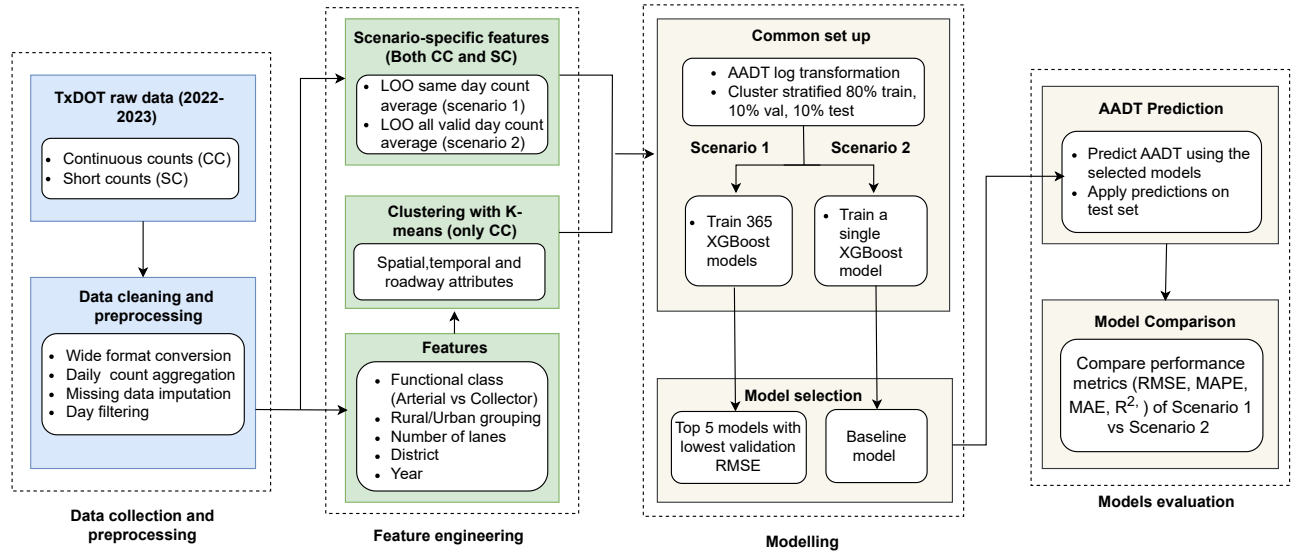 TxDOT raw data (2022-
2023)
• Continuous counts (CC)
• Short counts (SC)
Data cleaning and
preprocessing
• Wide format conversion
• Daily count aggregation
• Missing data imputation
• Day filtering
Data collection and
preprocessing
Scenario-specific features
(Both CC and SC)
• LOO same day count
average (scenario 1)
• LOO all valid day count
average (scenario 2)
Clustering with K-
means (only CC)
Spatial,temporal and
roadway attributes
Features
• Functional class
(Arterial vs Collector)
• Rural/Urban grouping
• Number of lanes
• District
• Year
Feature engineering
Common set up
• AADT log transformation
• Cluster stratified 80% train,
10% val, 10% test
Scenario 1
Scenario 2
• Train 365
XGBoost
models
• Train a
single
XGBoost
model
Model selection
Top 5 models with
lowest validation
RMSE
Baseline
model
Modelling
AADT Prediction
• Predict AADT using the
selected models
• Apply predictions on
test set
Model Comparison
Compare performance
metrics (RMSE, MAPE,
MAE, R², ) of Scenario 1
vs Scenario 2
Models evaluation